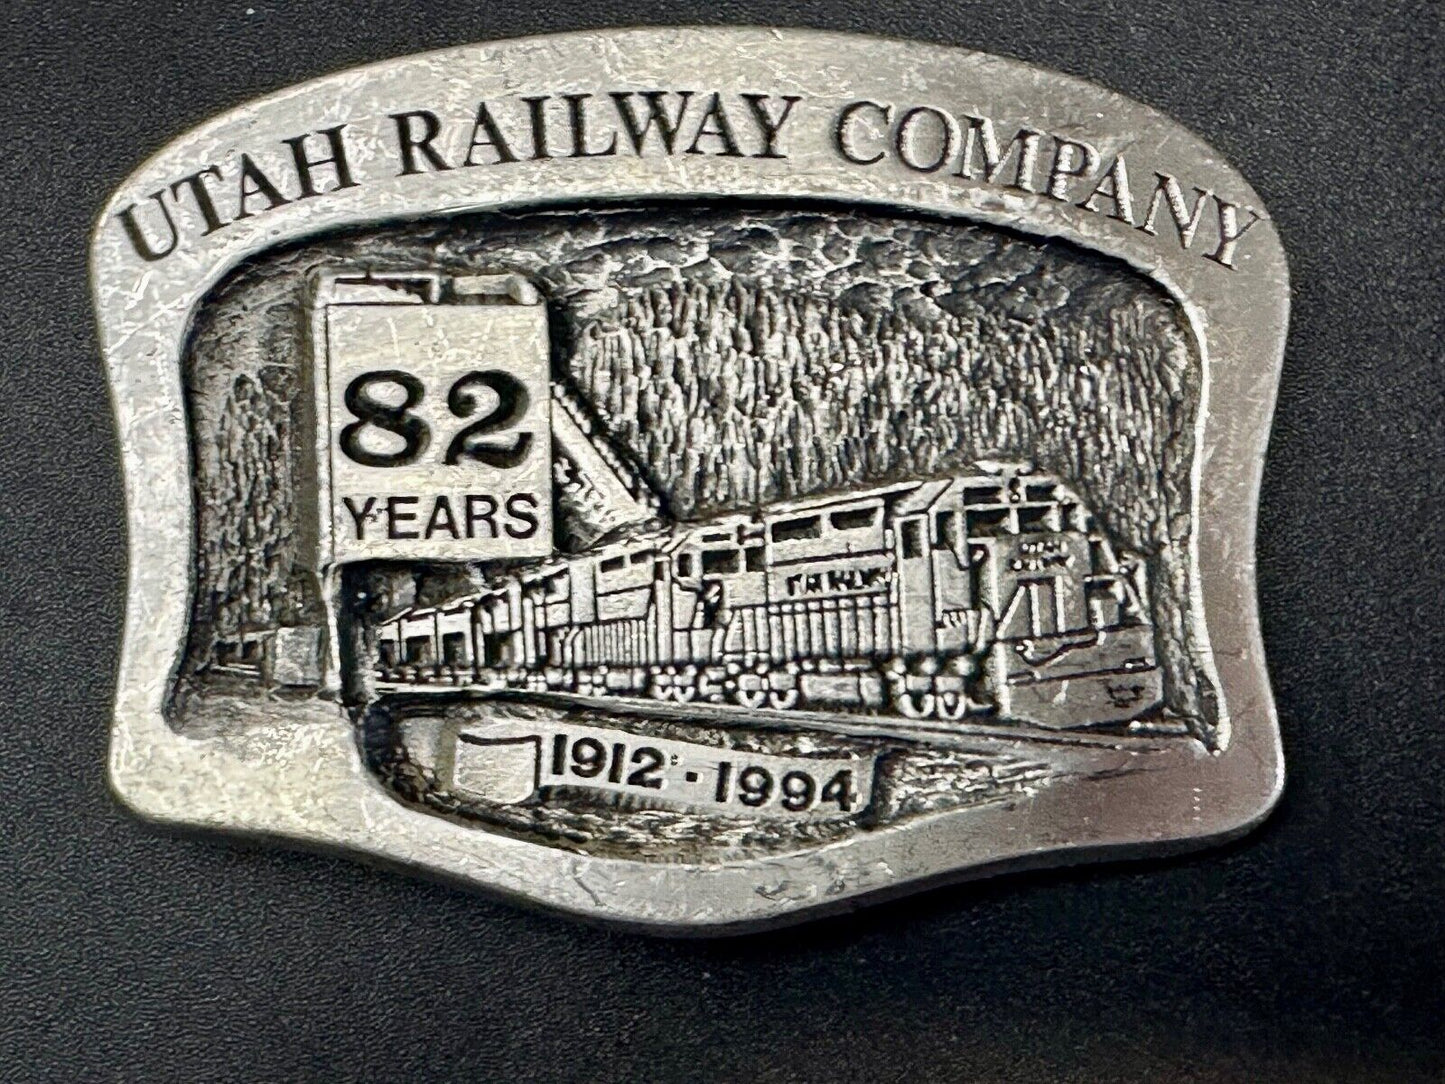 UTAH RAILWAY COMPANY
82
YEARS
1912 - 1994